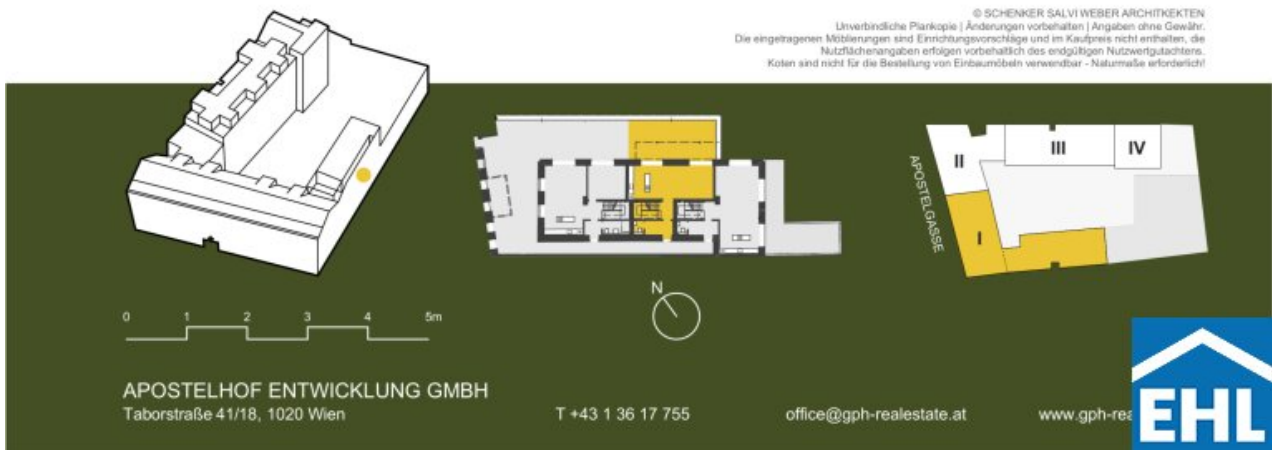 © SCHENKER SALVI WEBER ARCHITKEKTEN
Unverbindliche Plankopie | Änderungen vorbehalten | Angaben ohne Gewähr.
Die eingetragenen Möblierungen sind Einrichtungsvorschläge und im Kaufpreis nicht enthalten, die
Nutzflächenangaben erfolgen vorbehaltlich des endgültigen Nutzwertgutachtens.
Koten sind nicht für die Bestellung von Einbaumöbeln verwendbar - Naturmaße erforderlich!
II
III
IV
APOSTELGASSE
I
N
0 1 2 3 4 5m
APOSTELHOF ENTWICKLUNG GMBH
Taborstraße 41/18, 1020 Wien
T +43 1 36 17 755
office@gph-realestate.at
www.gph-rea
EHL